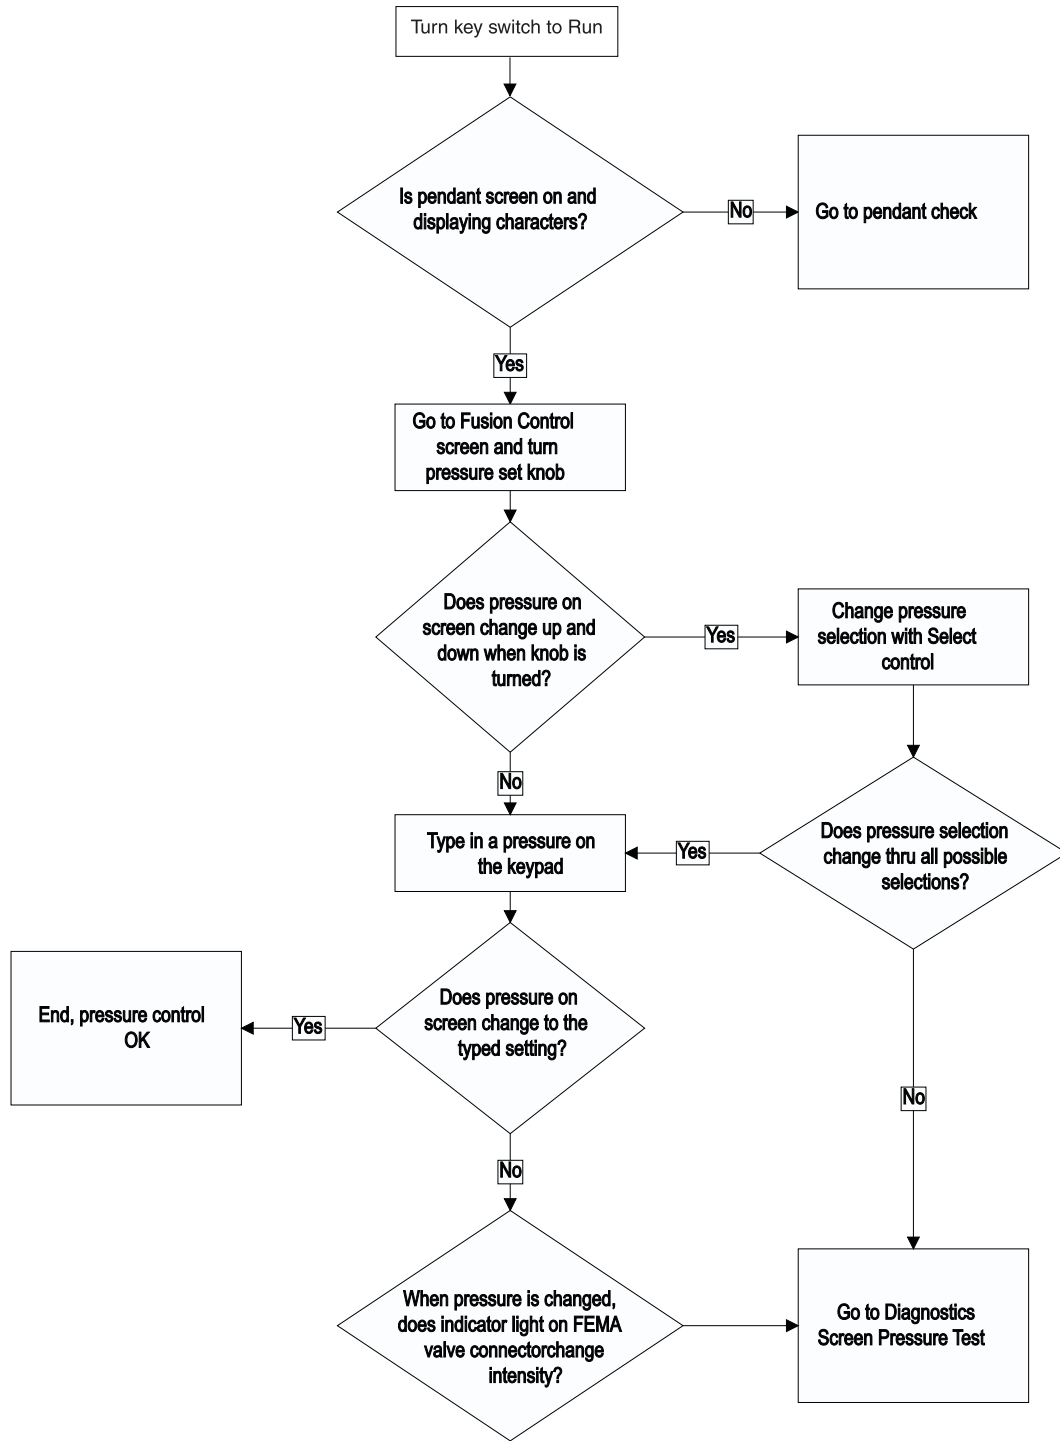 Turn key switch to Run
Is pendant screen on and
displaying characters?
No
Go to pendant check
Yes
Go to Fusion Control
screen and turn
pressure set knob
Does pressure on
screen change up and
down when knob is
turned?
Yes
Change pressure
selection with Select
control
No
Type in a pressure on
the keypad
Yes
Does pressure selection
change thru all possible
selections?
End, pressure control
OK
Yes
Does pressure on
screen change to the
typed setting?
No
No
When pressure is changed,
does indicator light on FEMA
valve connectorchange
intensity?
Go to Diagnostics
Screen Pressure Test